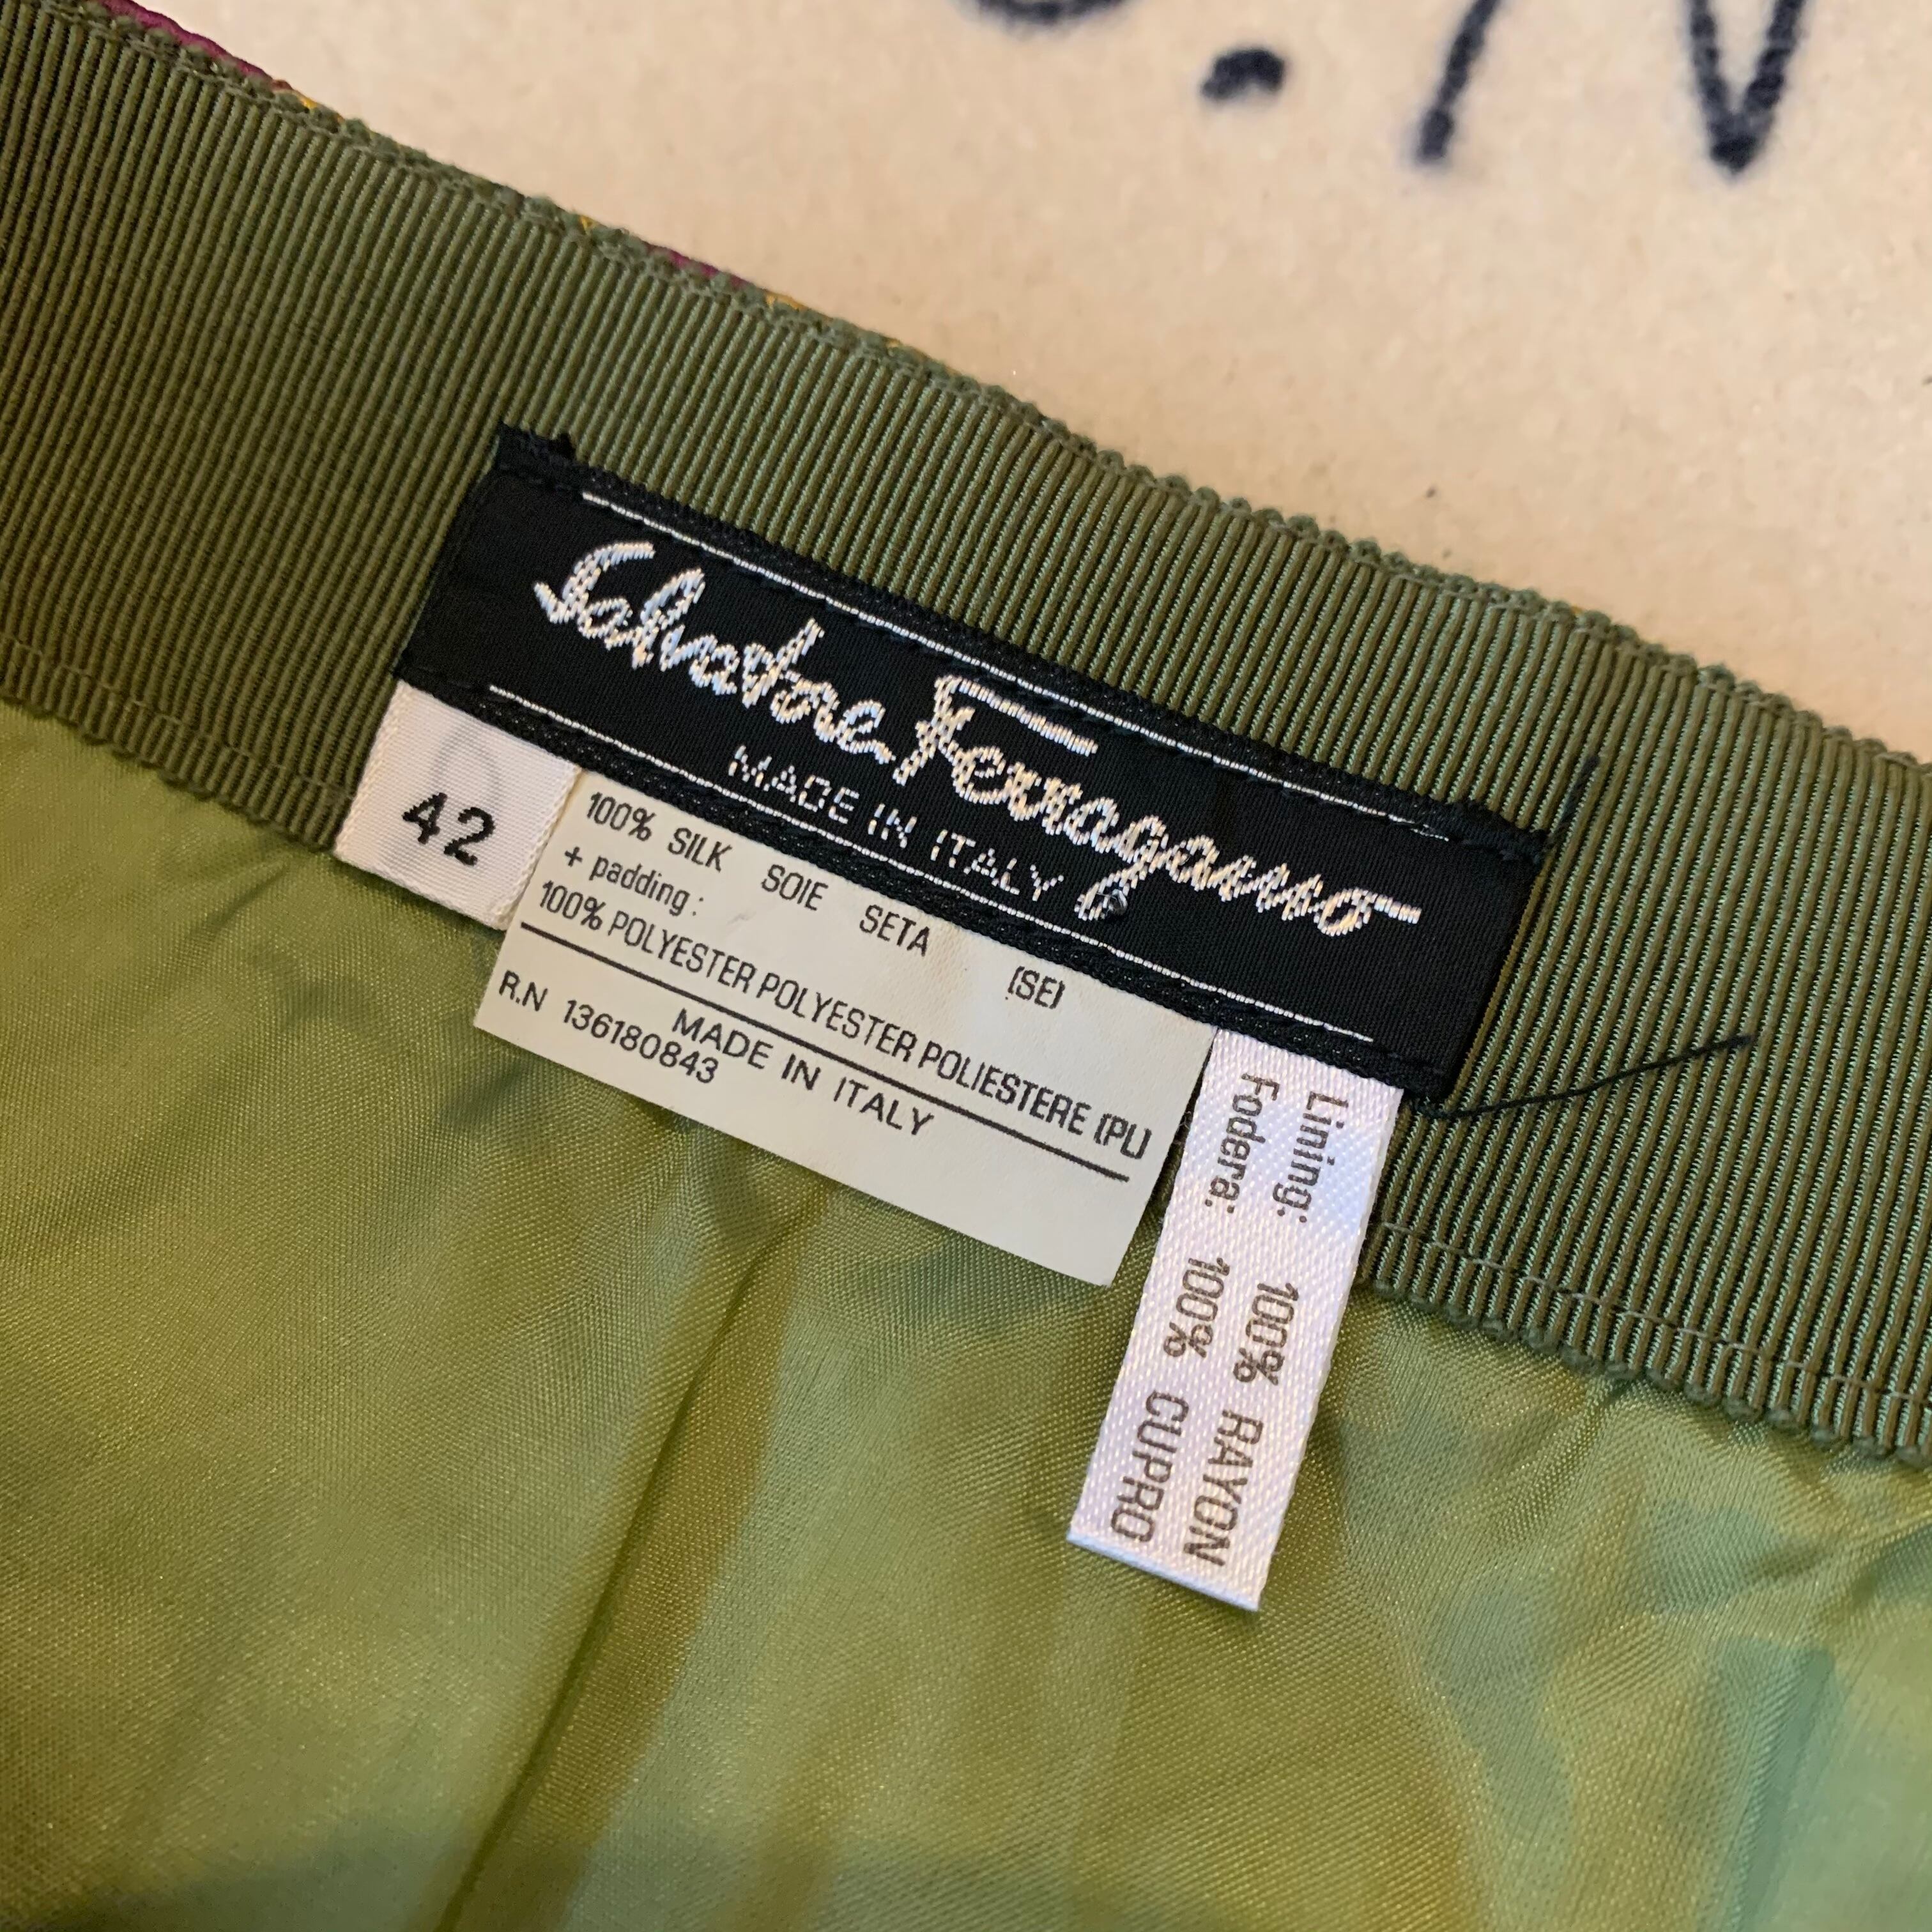 Salvatore Ferragamo
MADE IN ITALY
42
100% SILK SOIE SETA (SE)
+ padding:
100% POLYESTER POLYESTER POLIESTERE (PL)
MADE IN ITALY
R.N 136180843
Lining: 100% RAYON
Fodera: 100% CUPRO